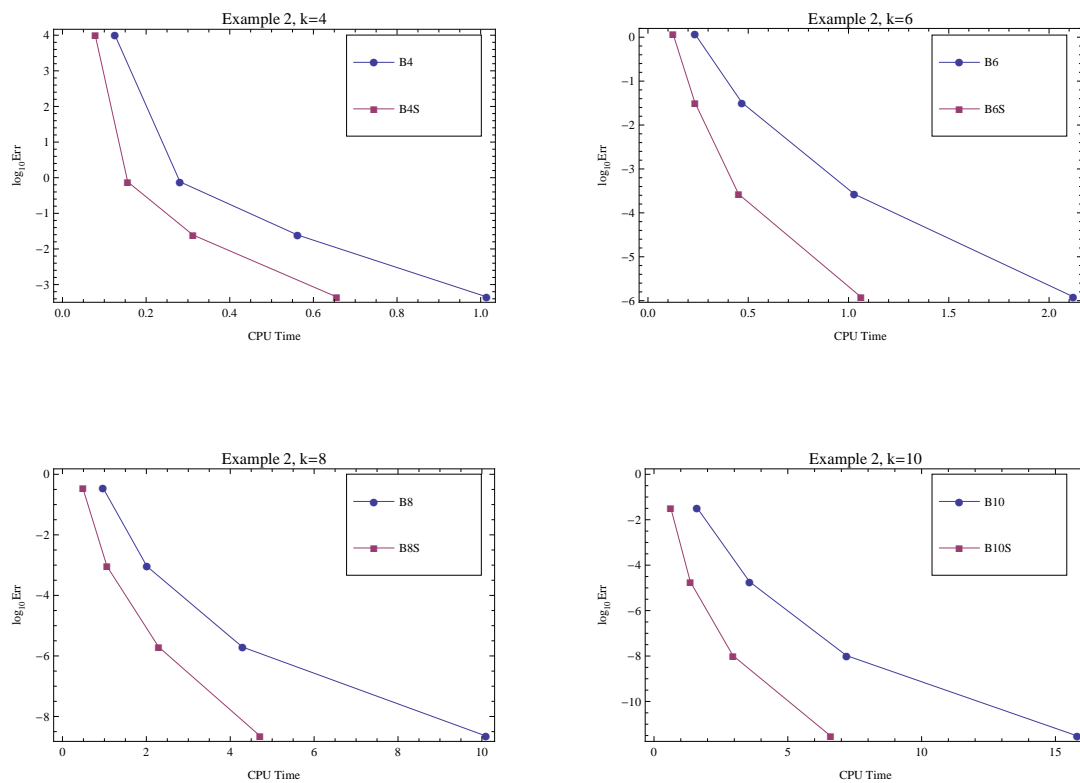 Example 2, k=4
4
3
2
1
0
−1
−2
−3
log10Err
0.0 0.2 0.4 0.6 0.8 1.0
CPU Time
B4
B4S
Example 2, k=6
0
−1
−2
−3
−4
−5
−6
log10Err
0.0 0.5 1.0 1.5 2.0
CPU Time
B6
B6S
Example 2, k=8
0
−2
−4
−6
−8
log10Err
0 2 4 6 8 10
CPU Time
B8
B8S
Example 2, k=10
0
−2
−4
−6
−8
−10
log10Err
0 5 10 15
CPU Time
B10
B10S